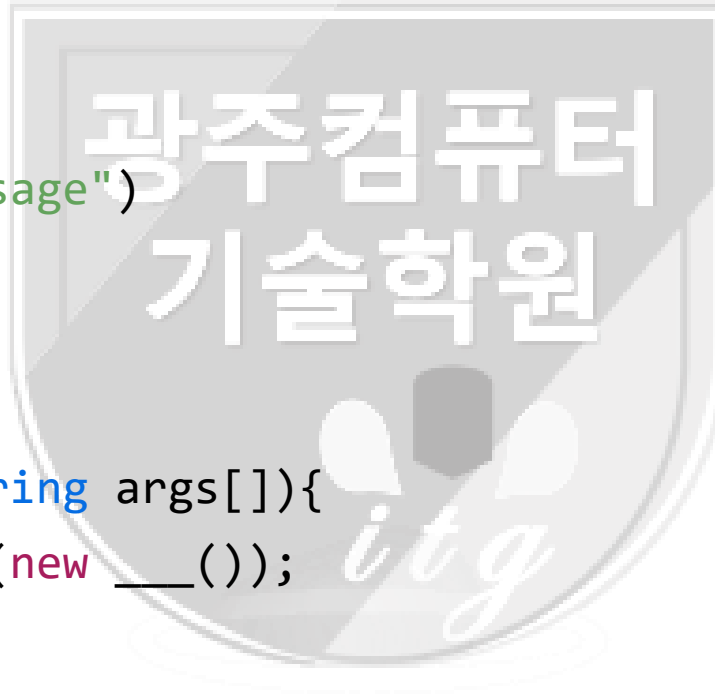 광주컴퓨터
sage")
기술학원
ring args[]){
(new ___());
itg